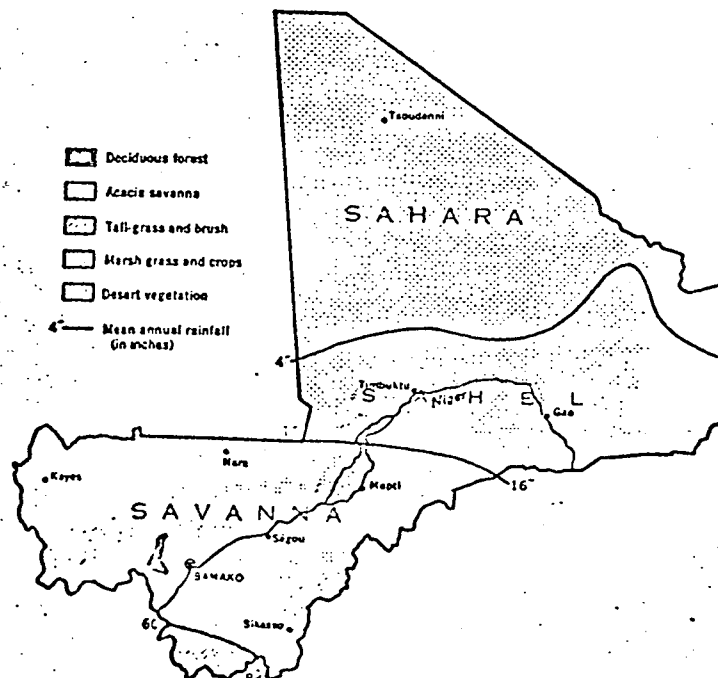 Taoudenni
Deciduous forest
Acacia savanna
Tall-grass and brush
Marsh grass and crops
Desert vegetation
4" Mean annual rainfall
(in inches)
SAHARA
4"
Timbuktu
Niger
SAHEL
Gao
Nara
Kayes
Mopti
16"
SAVANNA
Ségou
BAMAKO
Sikasso